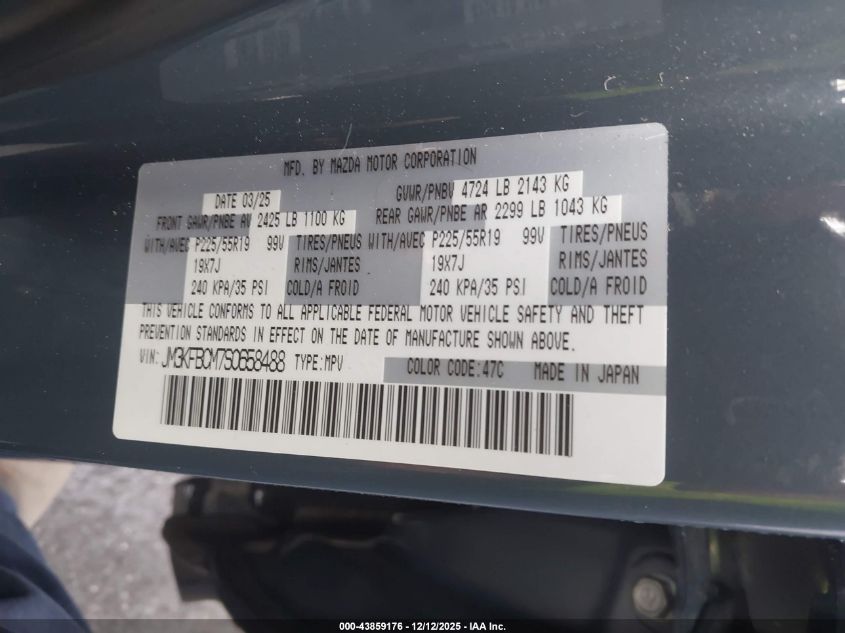 MFD. BY MAZDA MOTOR CORPORATION
DATE 03/25 GVWR/PNBV 4724 LB 2143 KG
FRONT GAWR/PNBE AV 2425 LB 1100 KG REAR GAWR/PNBE AR 2299 LB 1043 KG
WITH/AVEC P225/55R19 99V TIRES/PNEUS WITH/AVEC P225/55R19 99V TIRES/PNEUS
19X7J RIMS/JANTES 19X7J RIMS/JANTES
240 KPA/35 PSI COLD/A FROID 240 KPA/35 PSI COLD/A FROID
THIS VEHICLE CONFORMS TO ALL APPLICABLE FEDERAL MOTOR VEHICLE SAFETY AND THEFT
PREVENTION STANDARDS IN EFFECT ON THE DATE OF MANUFACTURE SHOWN ABOVE.
VIN: JM3KFBCM7S0658488 TYPE:MPV COLOR CODE:47C MADE IN JAPAN
000-43859176 - 12/12/2025 - IAA Inc.